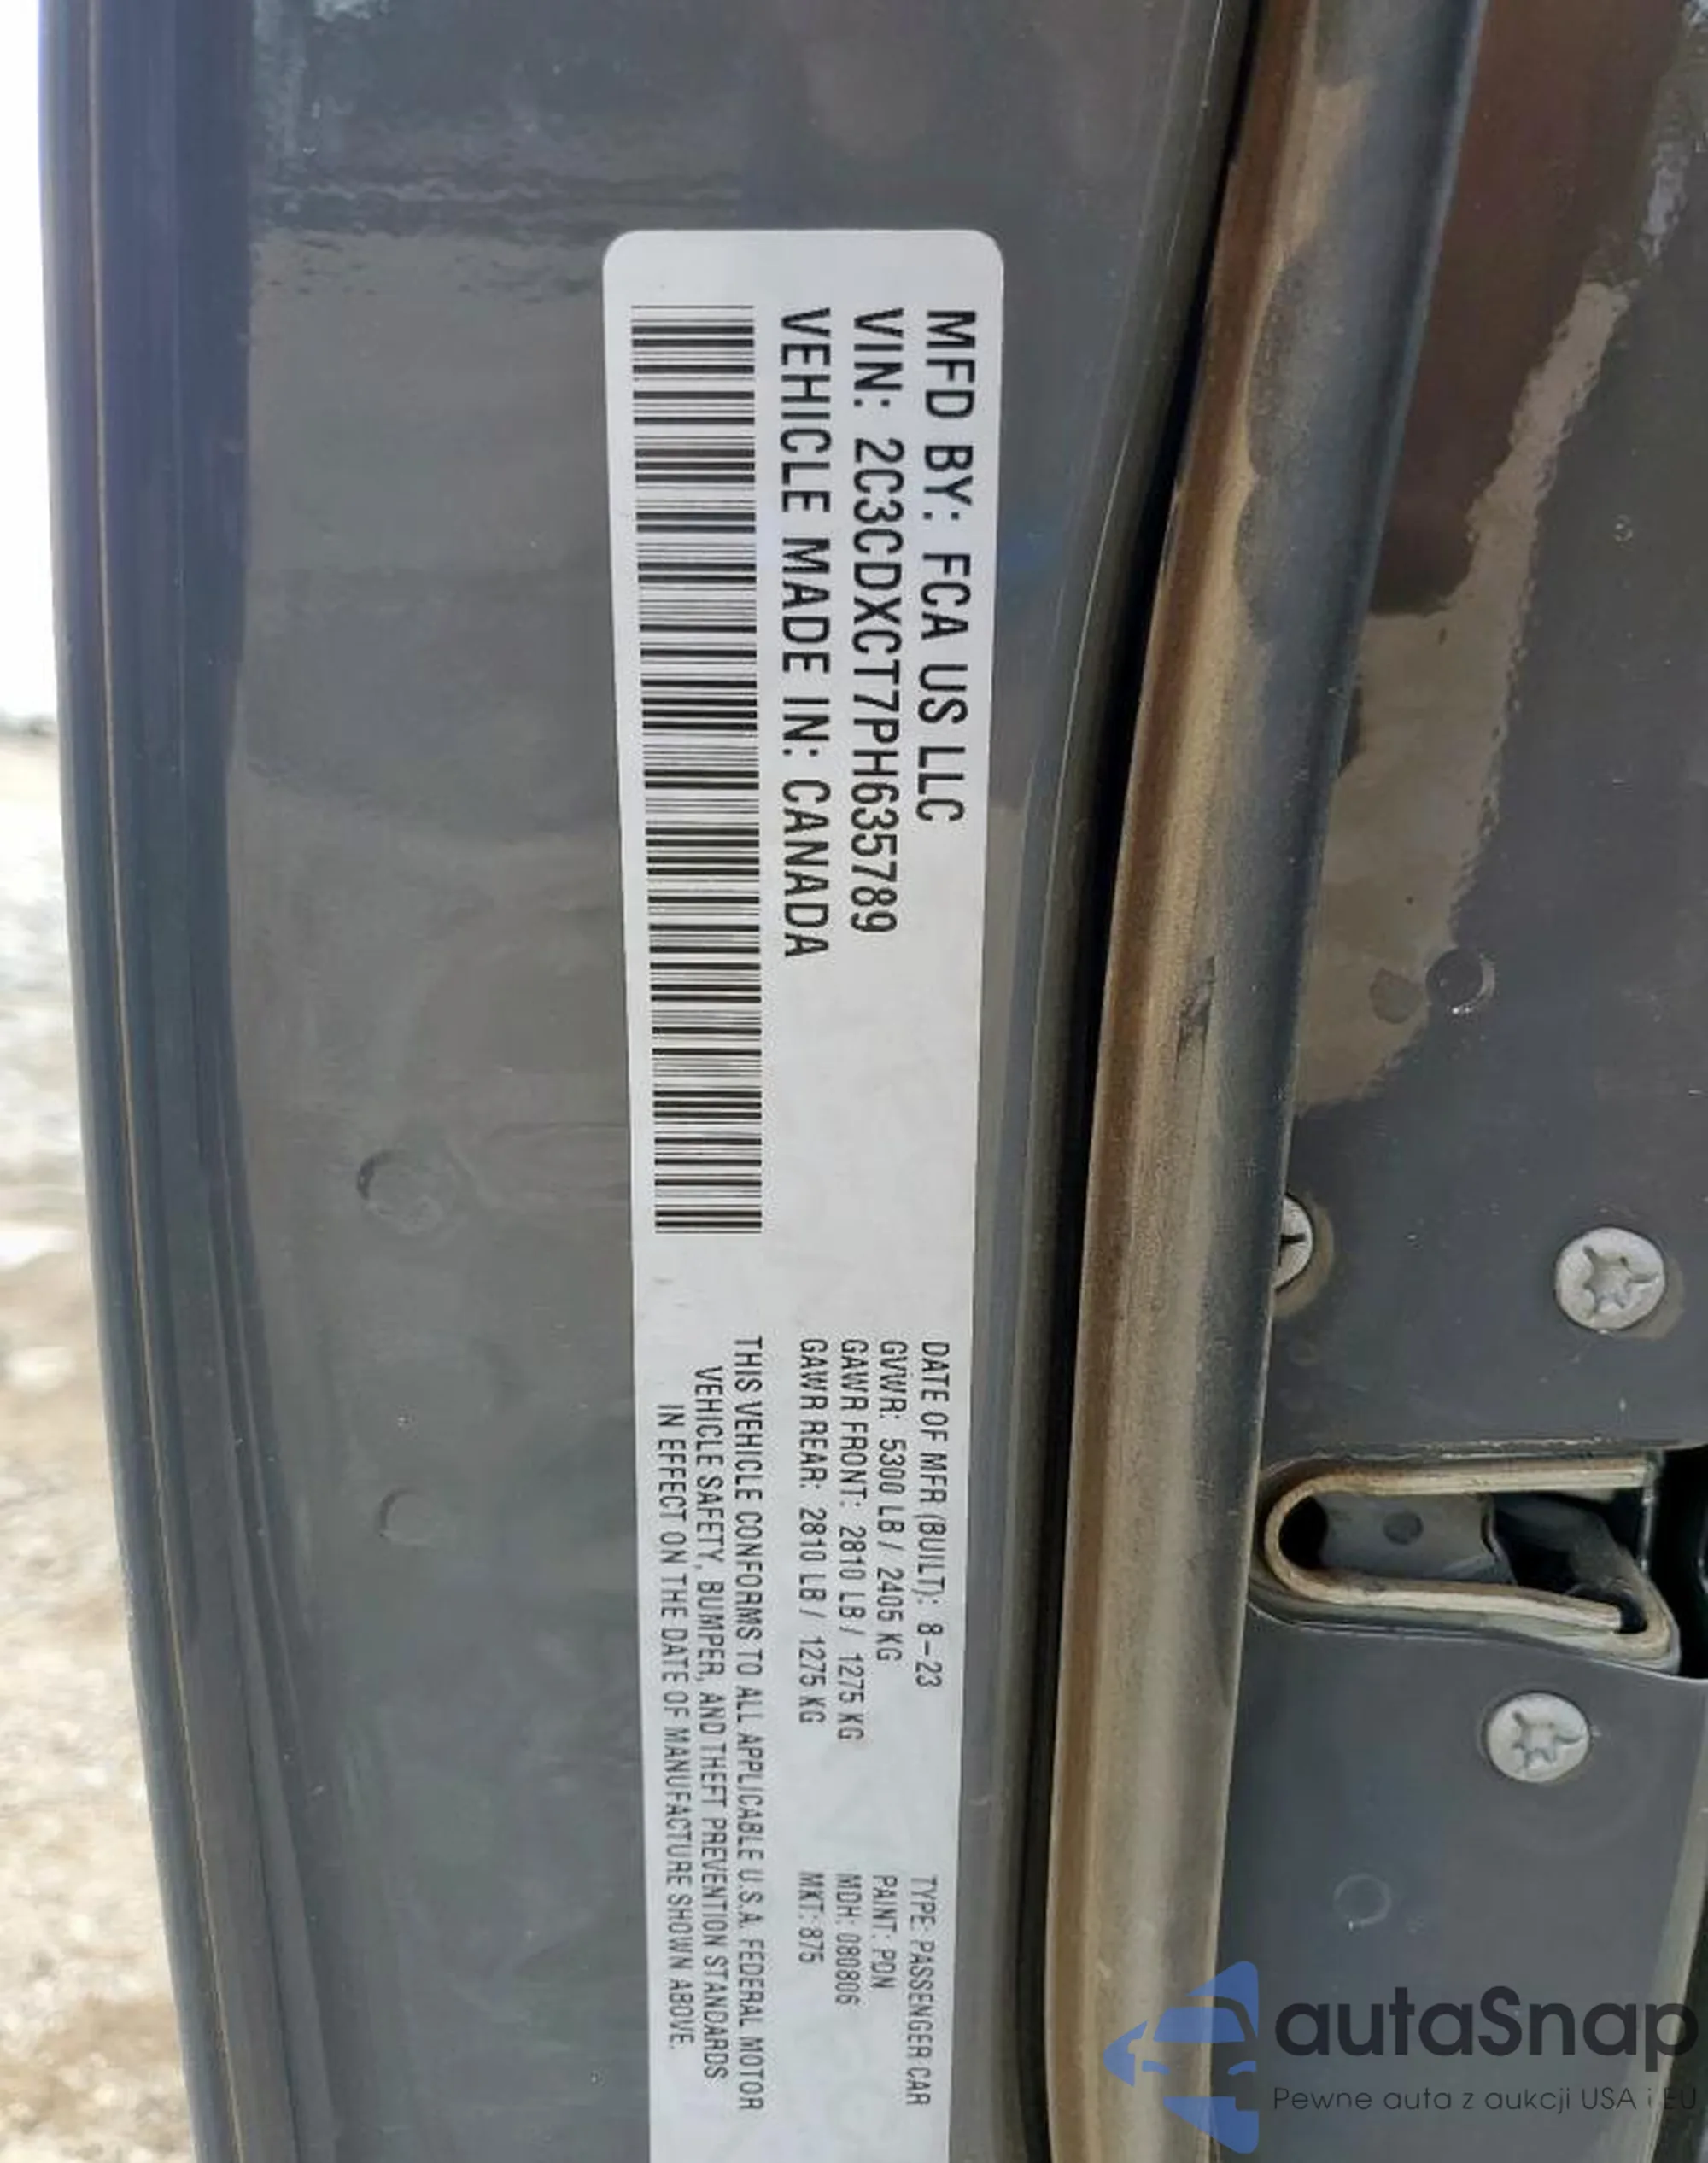 MFD BY: FCA US LLC
VIN: 2C3CDXCT7PH635789
VEHICLE MADE IN: CANADA
DATE OF MFR (BUILT): 8-23
GVWR: 5300 LB / 2405 KG
GAWR FRONT: 2810 LB / 1275 KG
GAWR REAR: 2810 LB / 1275 KG
TYPE: PASSENGER CAR
PAINT: PDN
MDH: 080806
MKT: 875
THIS VEHICLE CONFORMS TO ALL APPLICABLE U.S.A. FEDERAL MOTOR
VEHICLE SAFETY, BUMPER, AND THEFT PREVENTION STANDARDS
IN EFFECT ON THE DATE OF MANUFACTURE SHOWN ABOVE.
autaSnap
Pewne auta z aukcji USA i EU